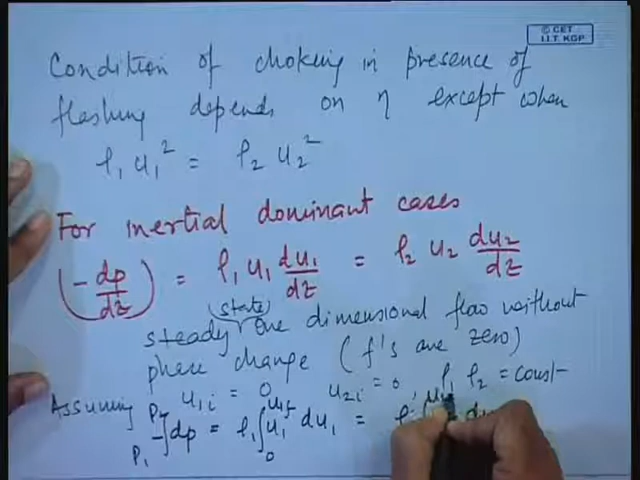 © CET
I.I.T. KGP
Condition of choking in presence of
flashing depends on η except when
ρ₁ u₁² = ρ₂ u₂²
For inertial dominant cases
(-dp/dz) = ρ₁ u₁ du₁/dz = ρ₂ u₂ du₂/dz
(state)
steady one dimensional flow without
phase change (f's are zero)
Assuming u₁ᵢ = 0 u₂ᵢ = 0, ρ₁ ρ₂ = const
-∫dp = ρ₁ ∫₀ u₁ du₁ =